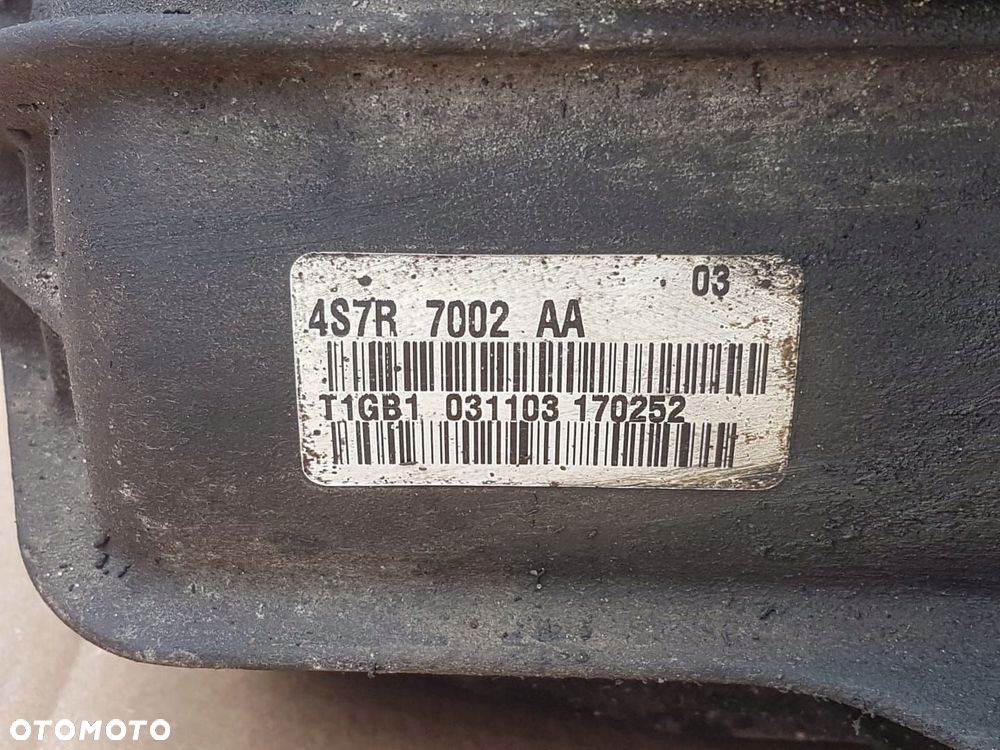 03
4S7R 7002 AA
T1GB1 031103 170252
OTOMOTO